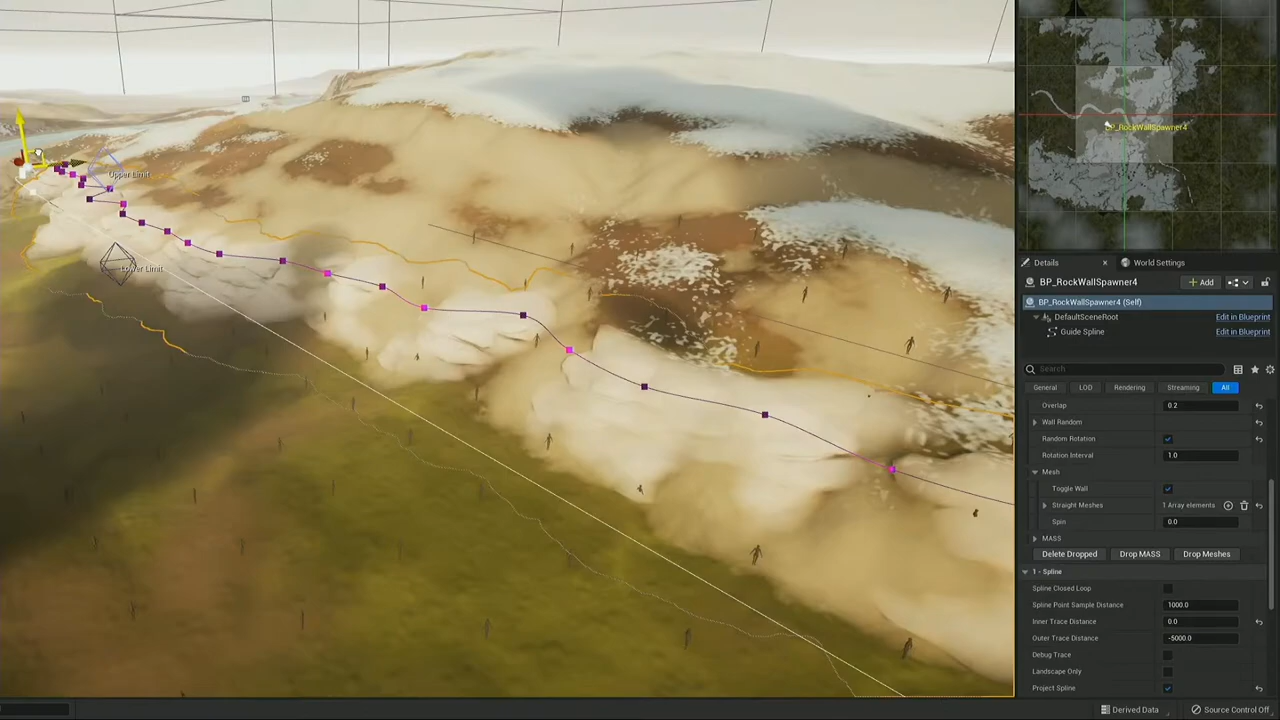 Upper Limit
Lower Limit
BP_RockWallSpawner4
Details
World Settings
BP_RockWallSpawner4
Add
BP_RockWallSpawner4 (Self)
DefaultSceneRoot
Edit in Blueprint
Guide Spline
Edit in Blueprint
Search
General
LOD
Rendering
Streaming
All
Overlap
0.2
Wall Random
Random Rotation
Rotation Interval
1.0
Mesh
Toggle Wall
Straight Meshes
1 Array elements
Spin
0.0
MASS
Delete Dropped
Drop MASS
Drop Meshes
1 - Spline
Spline Closed Loop
Spline Point Sample Distance
1000.0
Inner Trace Distance
0.0
Outer Trace Distance
-5000.0
Debug Trace
Landscape Only
Project Spline
Derived Data
Source Control Off